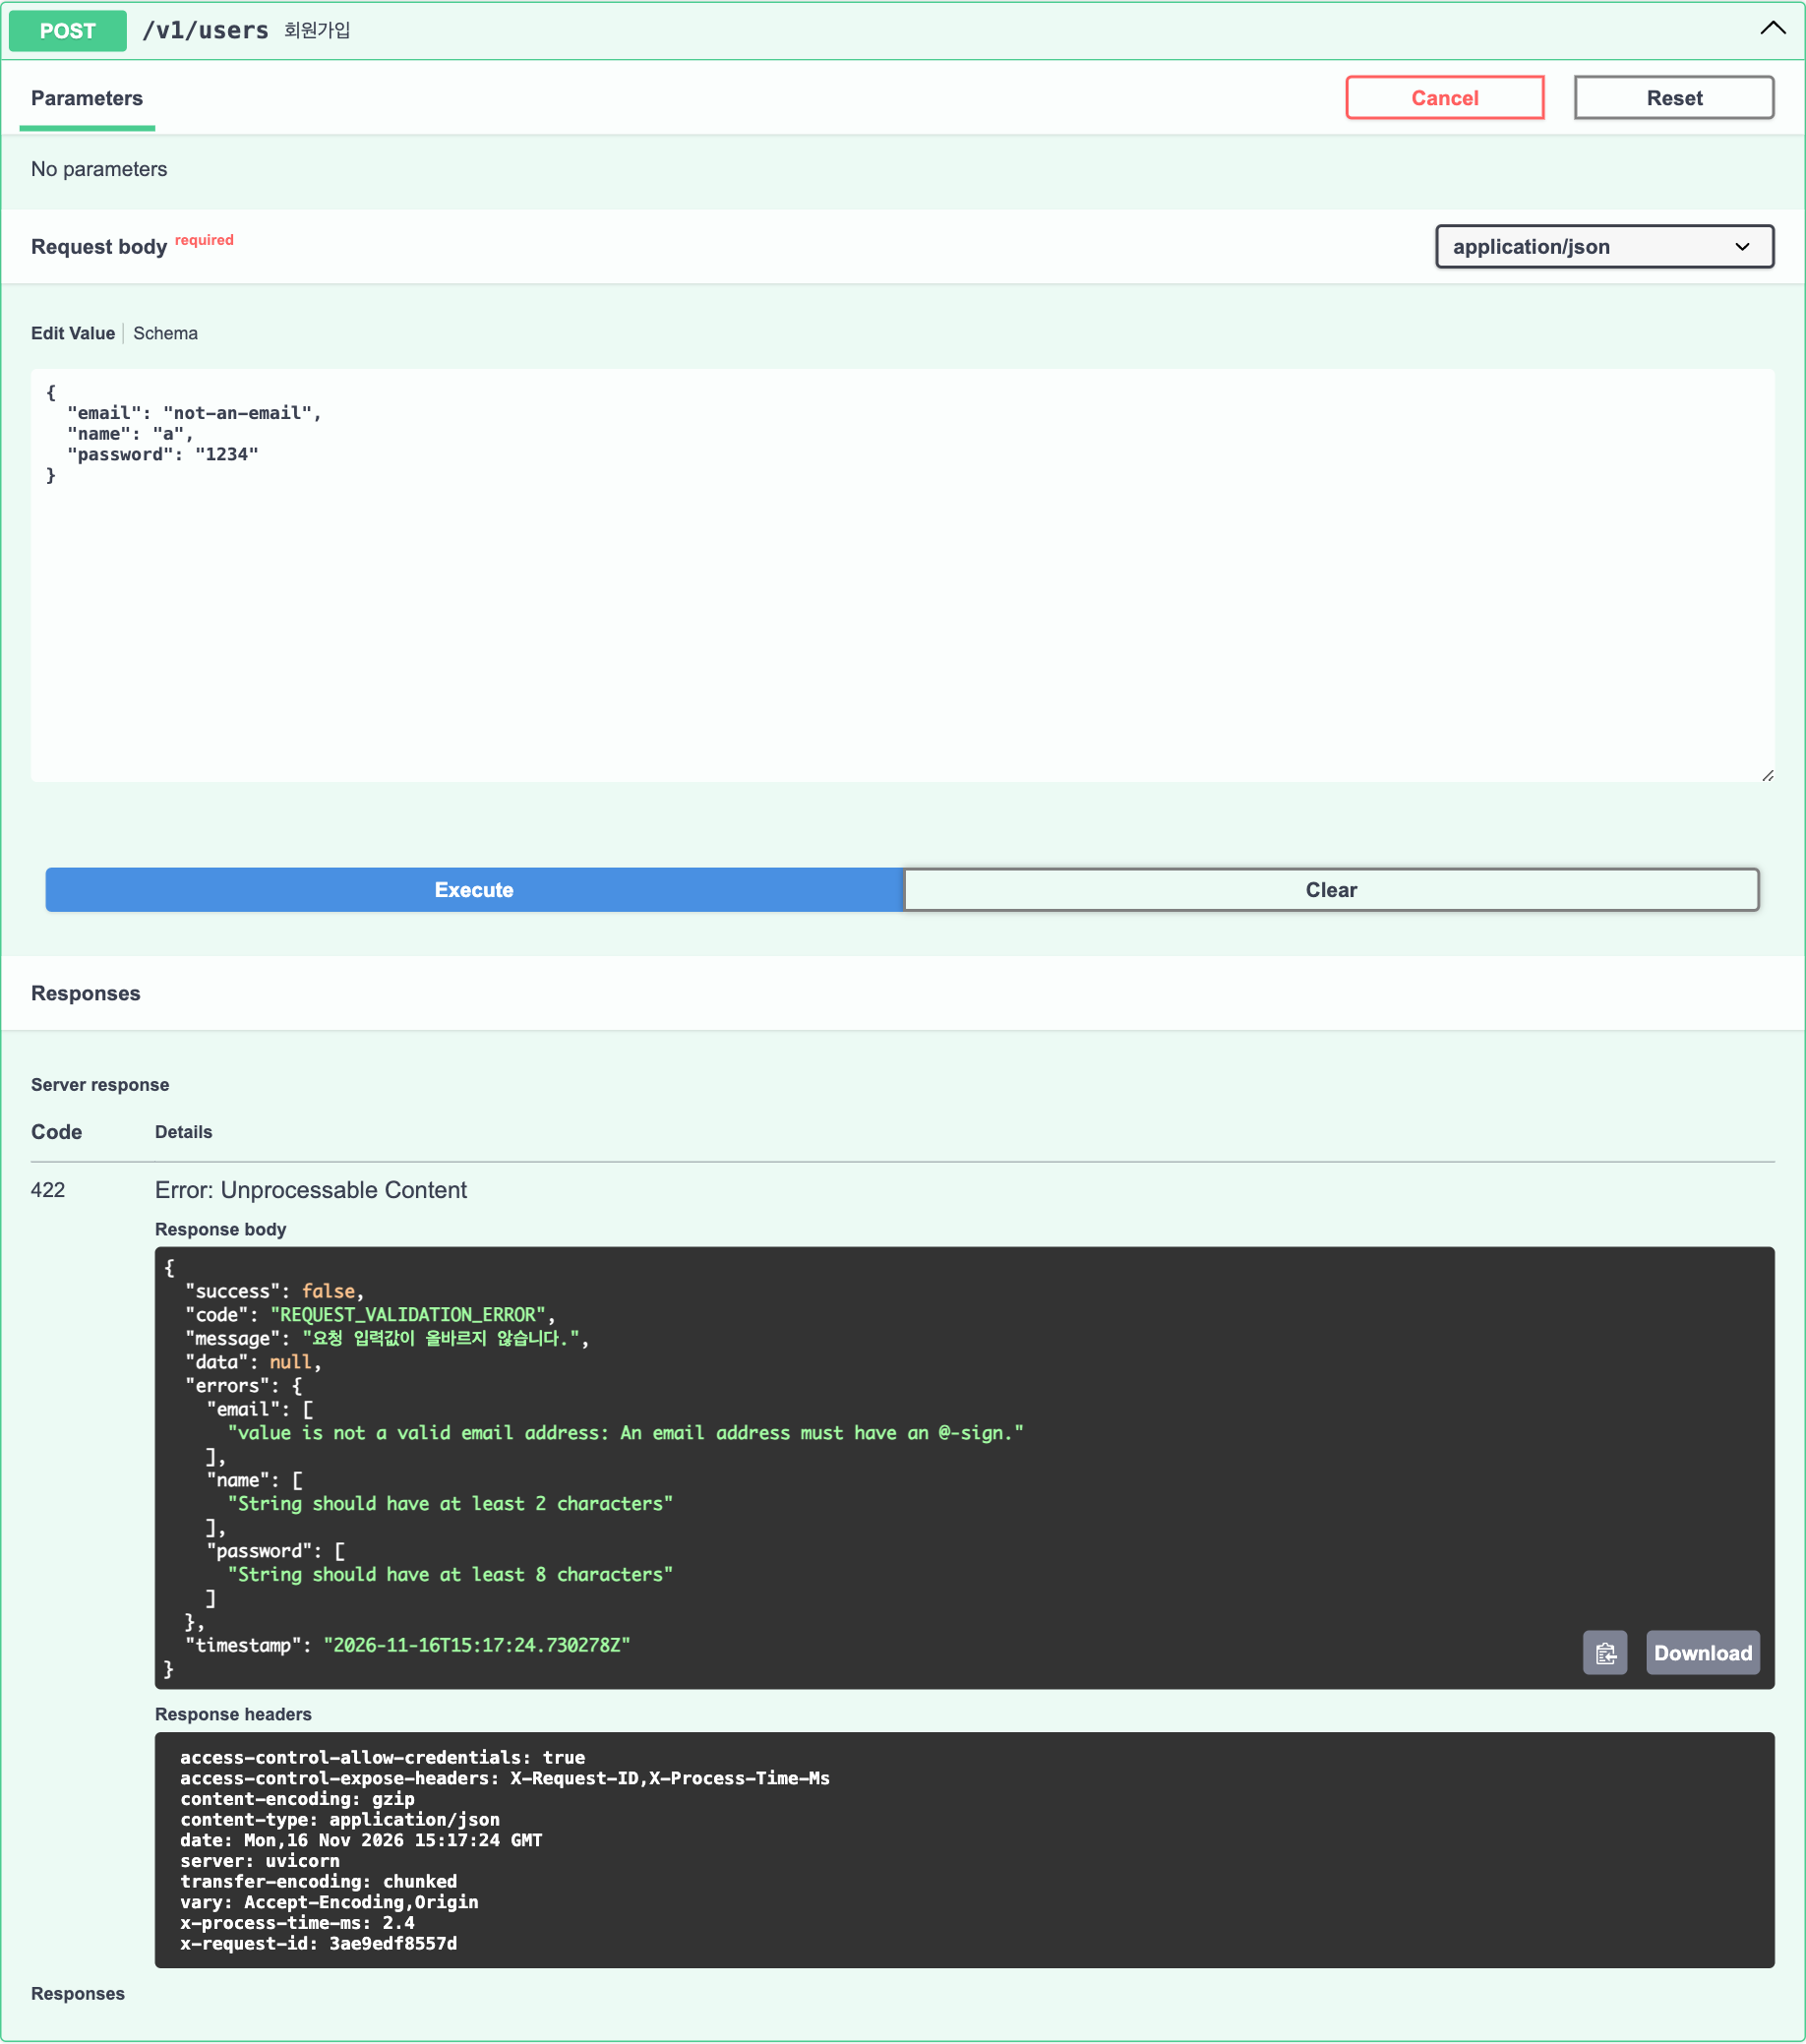 POST /v1/users 회원가입
Parameters
Cancel
Reset
No parameters
Request body required
application/json
Edit Value
Schema
{
  "email": "not-an-email",
  "name": "a",
  "password": "1234"
}
Execute
Clear
Responses
Server response
Code Details
422 Error: Unprocessable Content
Response body
{
  "success": false,
  "code": "REQUEST_VALIDATION_ERROR",
  "message": "요청 입력값이 올바르지 않습니다.",
  "data": null,
  "errors": {
    "email": [
      "value is not a valid email address: An email address must have an @-sign."
    ],
    "name": [
      "String should have at least 2 characters"
    ],
    "password": [
      "String should have at least 8 characters"
    ]
  },
  "timestamp": "2026-11-16T15:17:24.730278Z"
}
Download
Response headers
access-control-allow-credentials: true
access-control-expose-headers: X-Request-ID,X-Process-Time-Ms
content-encoding: gzip
content-type: application/json
date: Mon,16 Nov 2026 15:17:24 GMT
server: uvicorn
transfer-encoding: chunked
vary: Accept-Encoding,Origin
x-process-time-ms: 2.4
x-request-id: 3ae9edf8557d
Responses